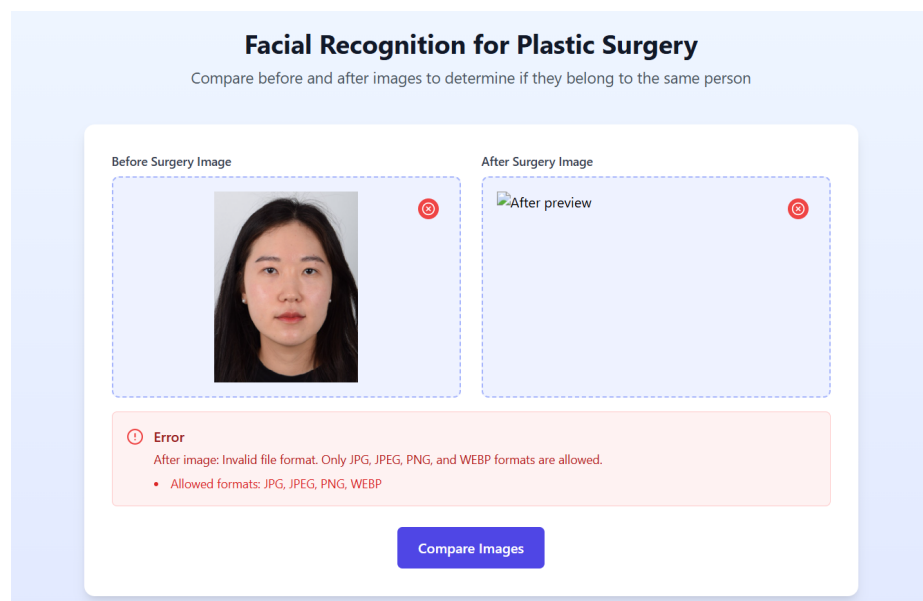 Facial Recognition for Plastic Surgery
Compare before and after images to determine if they belong to the same person
Before Surgery Image
After Surgery Image
After preview
Error
After image: Invalid file format. Only JPG, JPEG, PNG, and WEBP formats are allowed.
• Allowed formats: JPG, JPEG, PNG, WEBP
Compare Images